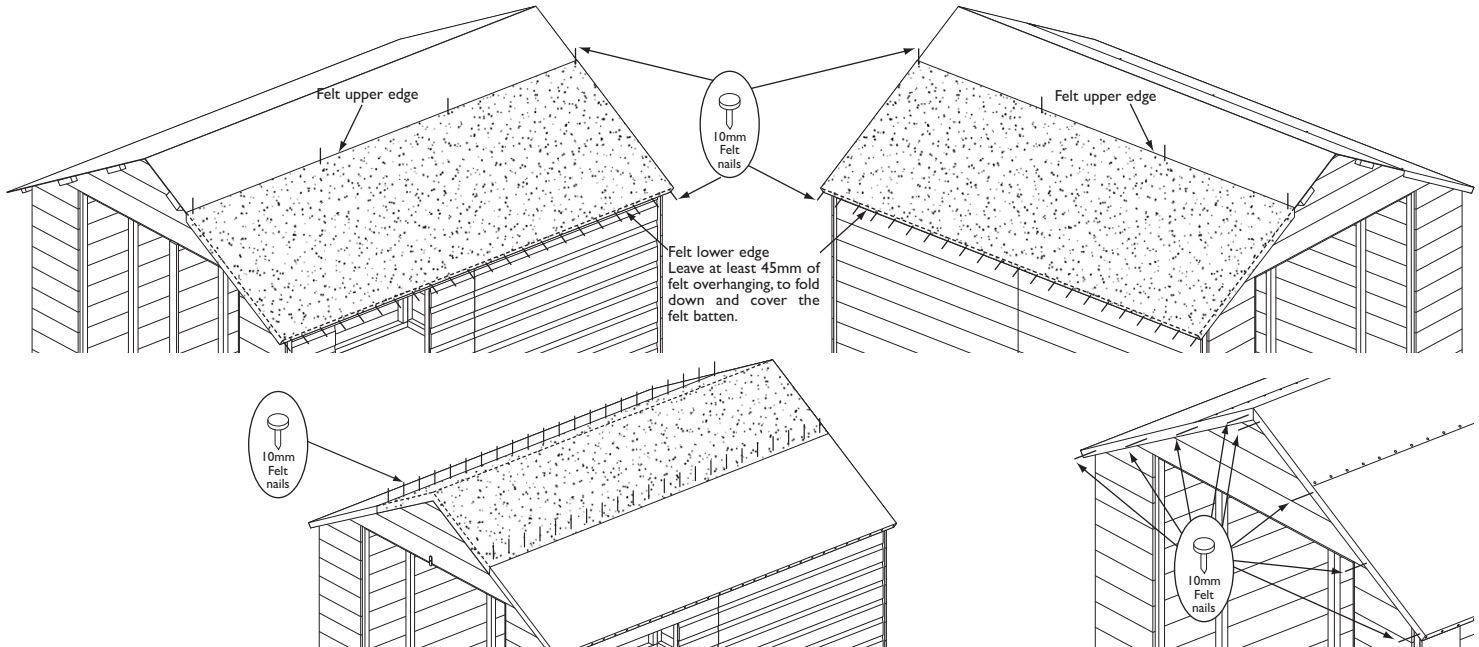 Felt upper edge
10mm
Felt
nails
Felt upper edge
Felt lower edge
Leave at least 45mm of
felt overhanging, to fold
down and cover the
felt batten.
10mm
Felt
nails
10mm
Felt
nails